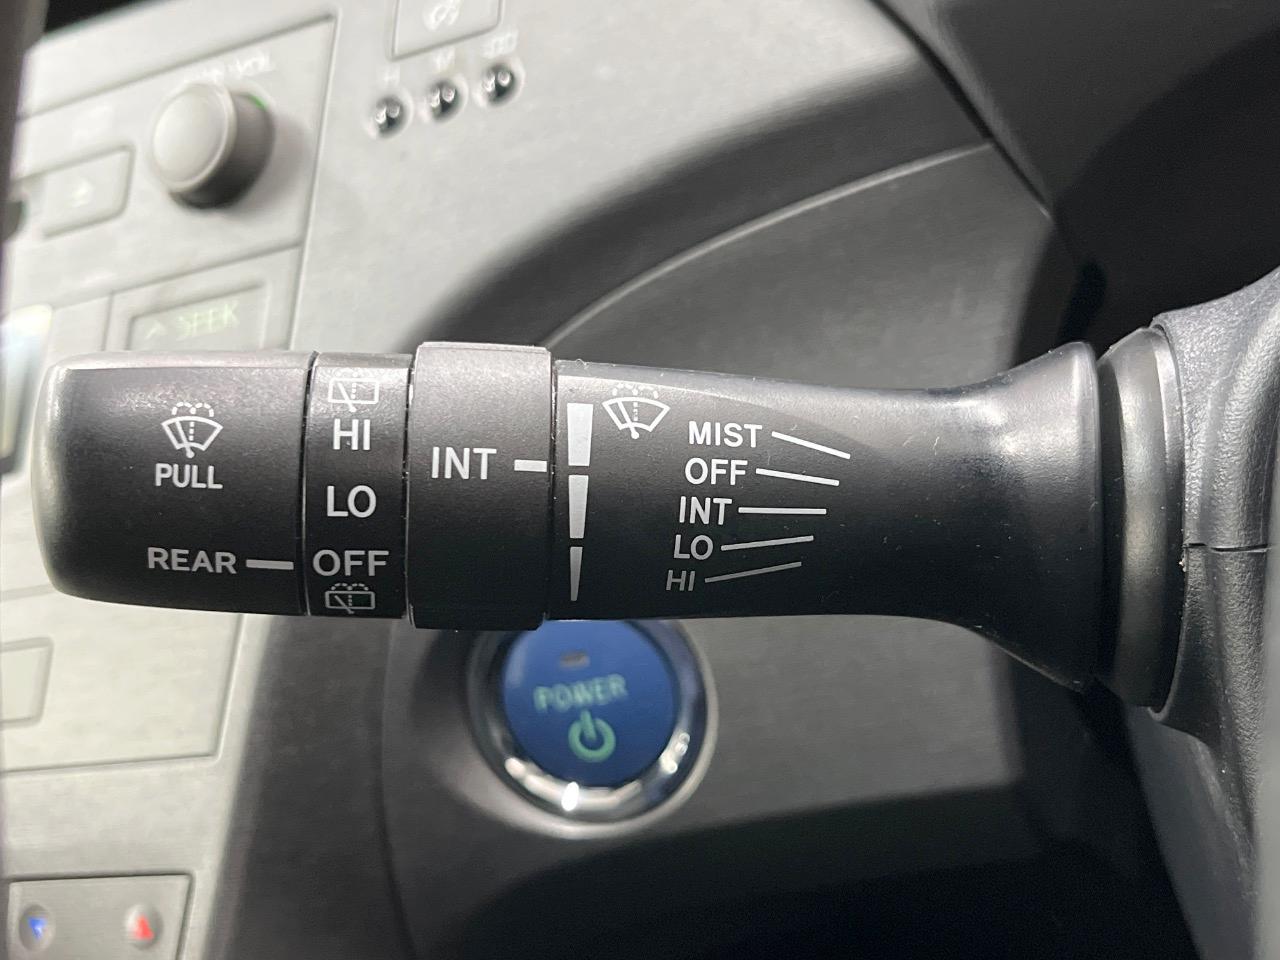 SEEK
PULL
REAR
HI
LO
OFF
INT
MIST
OFF
INT
LO
HI
POWER